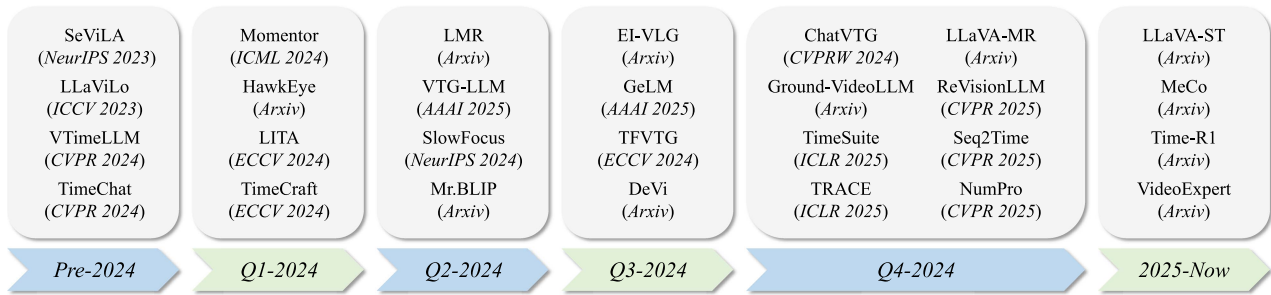 SeViLA
(NeurIPS 2023)
LLaViLo
(ICCV 2023)
VTimeLLM
(CVPR 2024)
TimeChat
(CVPR 2024)
Pre-2024
Momentor
(ICML 2024)
HawkEye
(Arxiv)
LITA
(ECCV 2024)
TimeCraft
(ECCV 2024)
Q1-2024
LMR
(Arxiv)
VTG-LLM
(AAAI 2025)
SlowFocus
(NeurIPS 2024)
Mr.BLIP
(Arxiv)
Q2-2024
EI-VLG
(Arxiv)
GeLM
(AAAI 2025)
TFVTG
(ECCV 2024)
DeVi
(Arxiv)
Q3-2024
ChatVTG
(CVPRW 2024)
Ground-VideoLLM
(Arxiv)
TimeSuite
(ICLR 2025)
TRACE
(ICLR 2025)
LLaVA-MR
(Arxiv)
ReVisionLLM
(CVPR 2025)
Seq2Time
(CVPR 2025)
NumPro
(CVPR 2025)
Q4-2024
LLaVA-ST
(Arxiv)
MeCo
(Arxiv)
Time-R1
(Arxiv)
VideoExpert
(Arxiv)
2025-Now